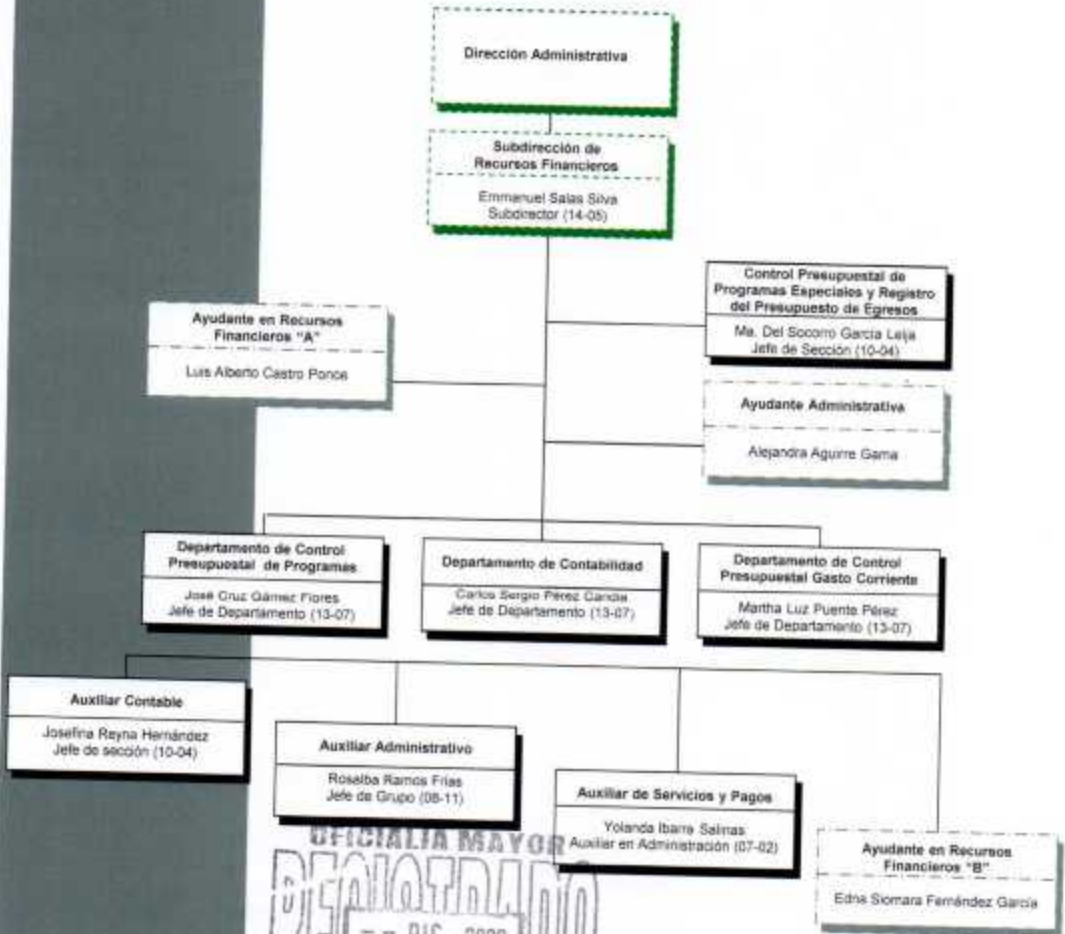 Dirección Administrativa
Subdirección de
Recursos Financieros
Emmanuel Salas Silva
Subdirector (14-05)
Control Presupuestal de
Programas Especiales y Registro
del Presupuesto de Egresos
Ma. Del Socorro García Leija
Jefe de Sección (10-04)
Ayudante en Recursos
Financieros "A"
Luis Alberto Castro Ponce
Ayudante Administrativa
Alejandra Aguirre Gama
Departamento de Control
Presupuestal de Programas
José Cruz Gámez Flores
Jefe de Departamento (13-07)
Departamento de Contabilidad
Carlos Sergio Pérez Candia
Jefe de Departamento (13-07)
Departamento de Control
Presupuestal Gasto Corriente
Martha Luz Puente Pérez
Jefe de Departamento (13-07)
Auxiliar Contable
Josefina Reyna Hernández
Jefe de sección (10-04)
Auxiliar Administrativo
Rosalba Ramos Frias
Jefe de Grupo (08-11)
Auxiliar de Servicios y Pagos
Yolanda Ibarra Salinas
Auxiliar en Administración (07-02)
Ayudante en Recursos
Financieros "B"
Edna Siomara Fernández García
OFICIALIA MAYOR
DIC